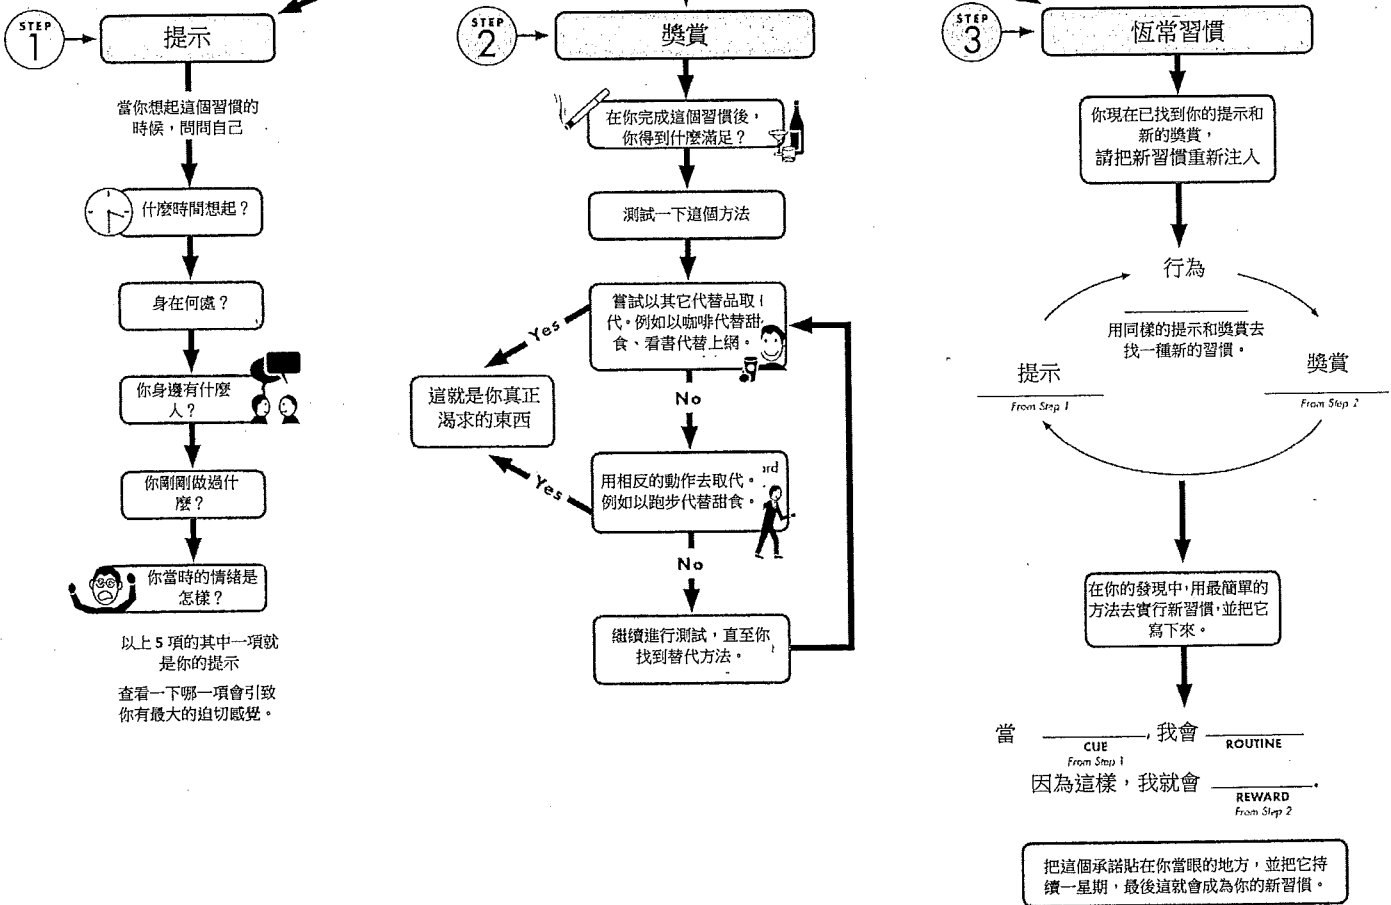 STEP
1
提示
當你想起這個習慣的
時候，問問自己
什麼時間想起？
身在何處？
你身邊有什麼
人？
你剛剛做過什
麼？
你當時的情緒是
怎樣？
以上 5 項的其中一項就
是你的提示
查看一下哪一項會引致
你有最大的迫切感覺。
STEP
2
獎賞
在你完成這個習慣後，
你得到什麼滿足？
測試一下這個方法
嘗試以其它代替品取
代。例如以咖啡代替甜
食、看書代替上網。
Yes
No
這就是你真正
渴求的東西
用相反的動作去取代。
例如以跑步代替甜食。
Yes
No
繼續進行測試，直至你
找到替代方法。
STEP
3
恆常習慣
你現在已找到你的提示和
新的獎賞，
請把新習慣重新注入
行為
用同樣的提示和獎賞去
找一種新的習慣。
提示
From Step 1
獎賞
From Step 2
在你的發現中，用最簡單的
方法去實行新習慣，並把它
寫下來。
當 ，我會
CUE ROUTINE
From Step 1
因為這樣，我就會 .
REWARD
From Step 2
把這個承諾貼在你當眼的地方，並把它持
續一星期，最後這就會成為你的新習慣。